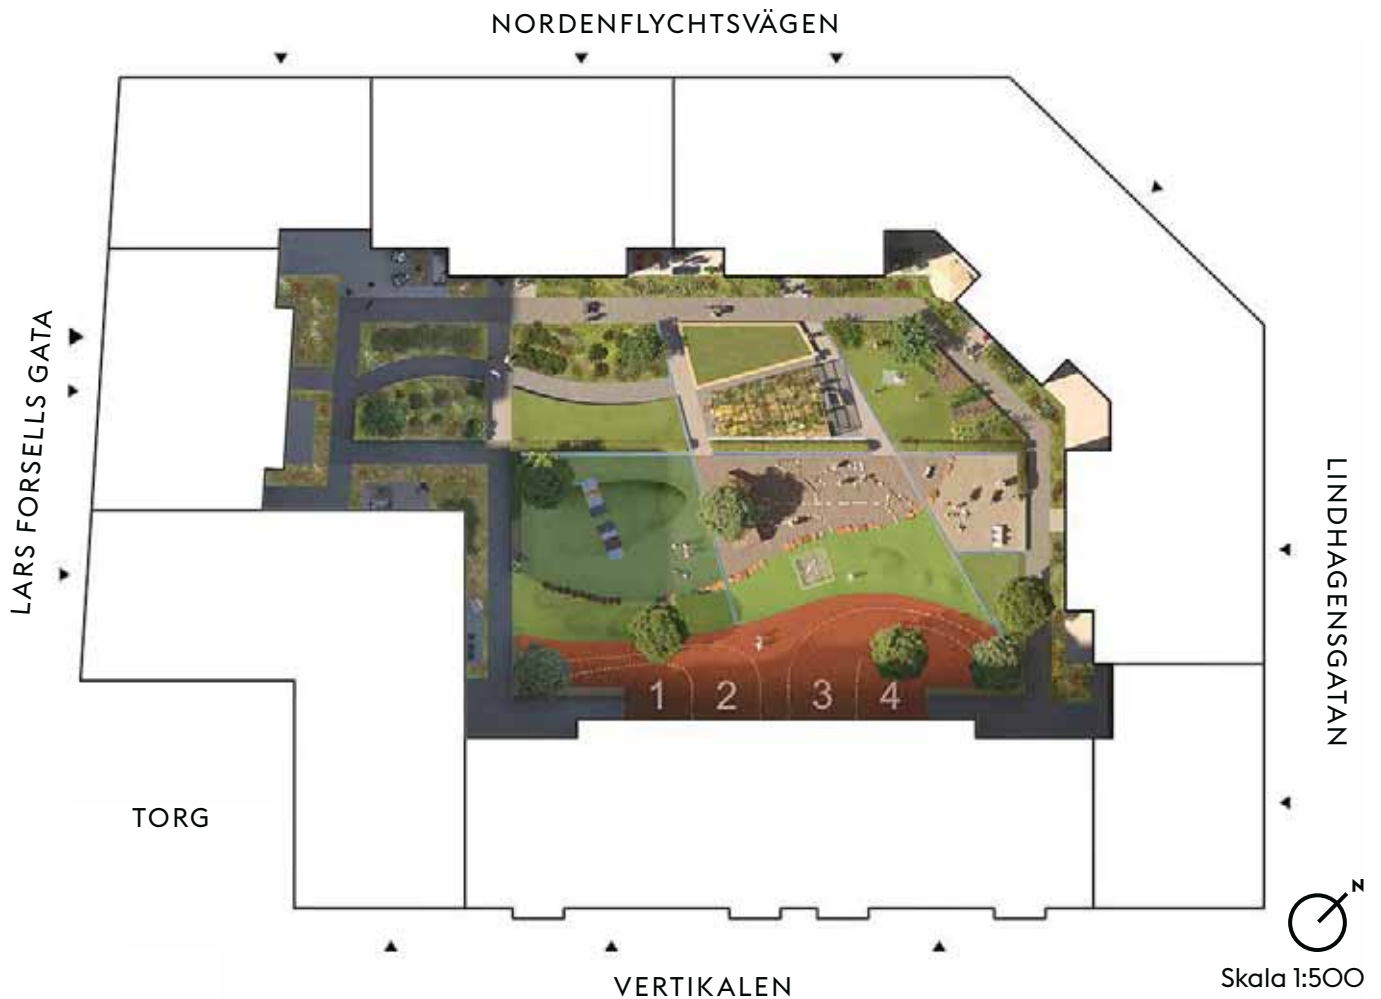 NORDENFLYCHTSVÄGEN
LARS FORSELLS GATA
LINDHAGENSGATAN
1 2 3 4
TORG
N
Skala 1:500
VERTIKALEN